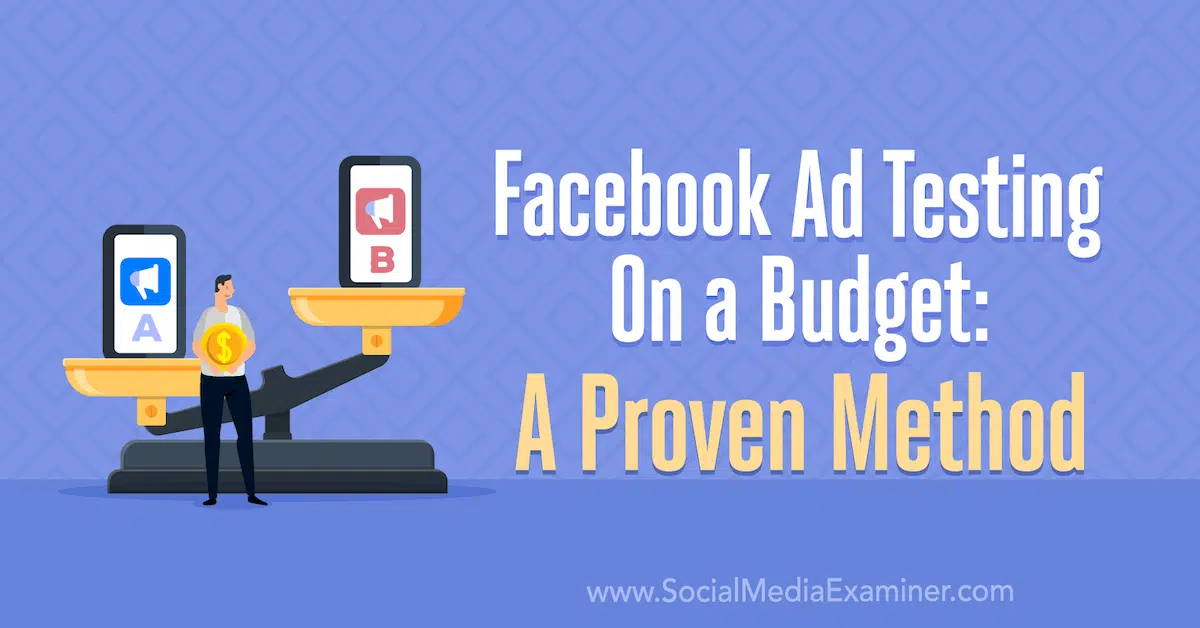 A
$
B
Facebook Ad Testing
On a Budget:
A Proven Method
www.SocialMediaExaminer.com